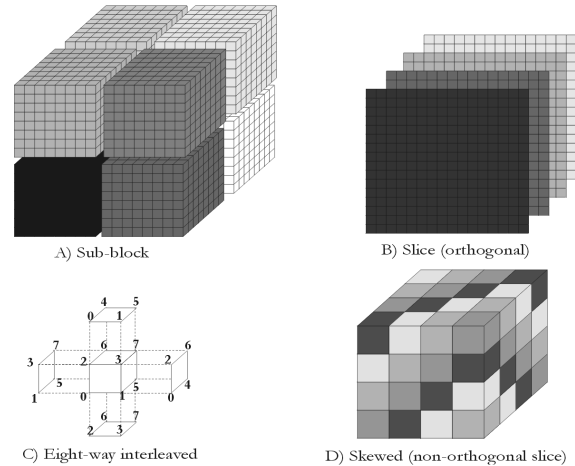 A) Sub-block
B) Slice (orthogonal)
4 5
0 1
7 6 7 6
3 2 3 2
5 5 4
1 0 1 0
6 7
2 3
C) Eight-way interleaved
D) Skewed (non-orthogonal slice)